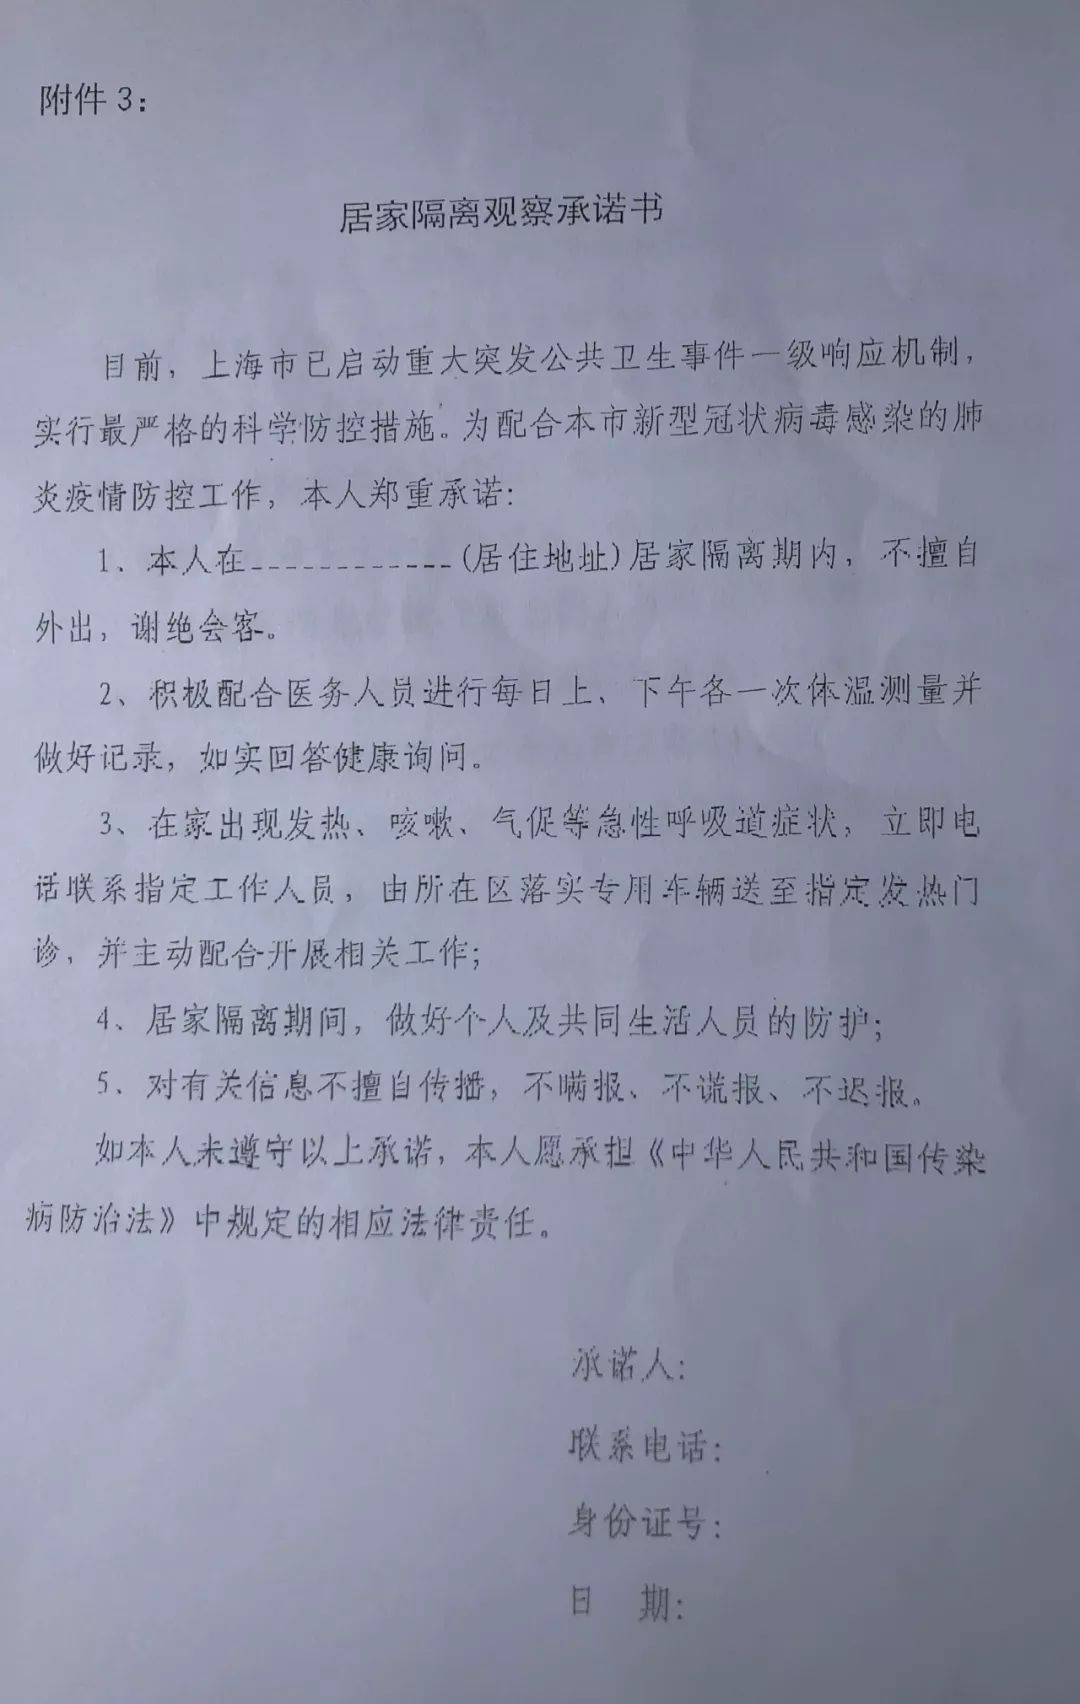 附件 3:
居家隔离观察承诺书
目前，上海市已启动重大突发公共卫生事件一级响应机制，
实行最严格的科学防控措施。为配合本市新型冠状病毒感染的肺
炎疫情防控工作，本人郑重承诺:
1、本人在____________(居住地址)居家隔离期内，不擅自
外出，谢绝会客。
2、积极配合医务人员进行每日上、下午各一次体温测量并
做好记录，如实回答健康询问。
3、在家出现发热、咳嗽、气促等急性呼吸道症状，立即电
话联系指定工作人员，由所在区落实专用车辆送至指定发热门
诊，并主动配合开展相关工作;
4、居家隔离期间，做好个人及共同生活人员的防护;
5、对有关信息不擅自传播，不瞒报、不谎报、不迟报。
如本人未遵守以上承诺，本人愿承担《中华人民共和国传染
病防治法》中规定的相应法律责任。
承诺人:
联系电话:
身份证号:
日 期: